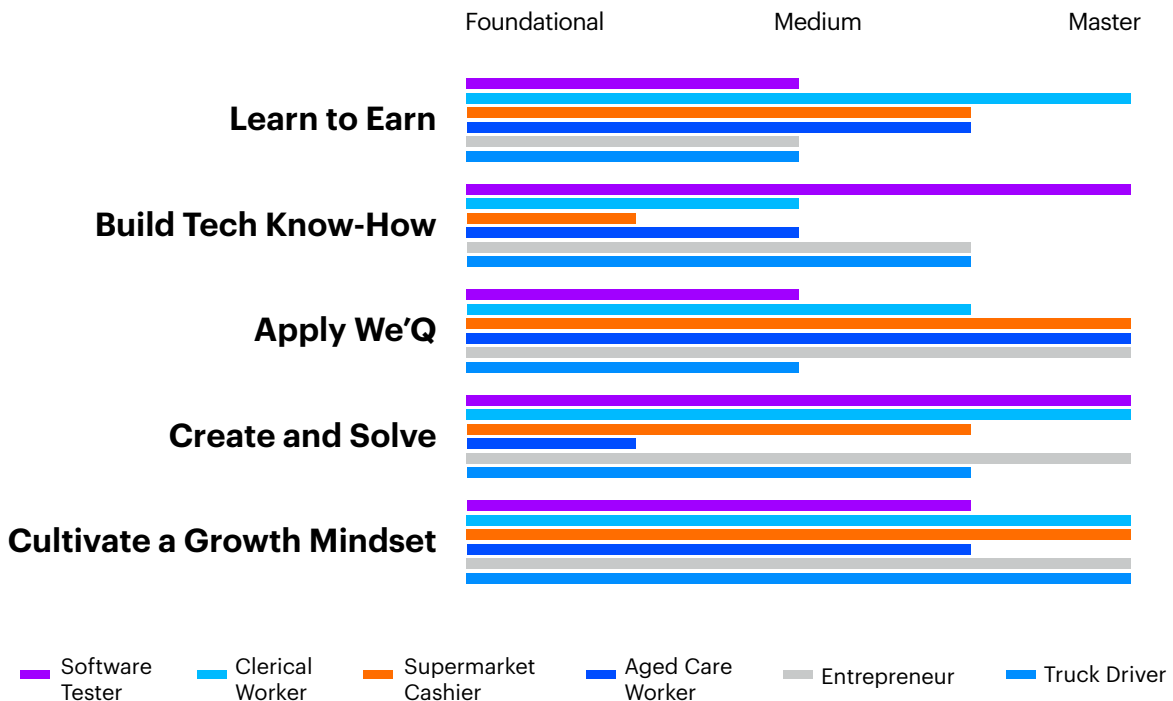 Foundational Medium Master
Learn to Earn
Build Tech Know-How
Apply We’Q
Create and Solve
Cultivate a Growth Mindset
Software
Tester
Clerical
Worker
Supermarket
Cashier
Aged Care
Worker
Entrepreneur
Truck Driver